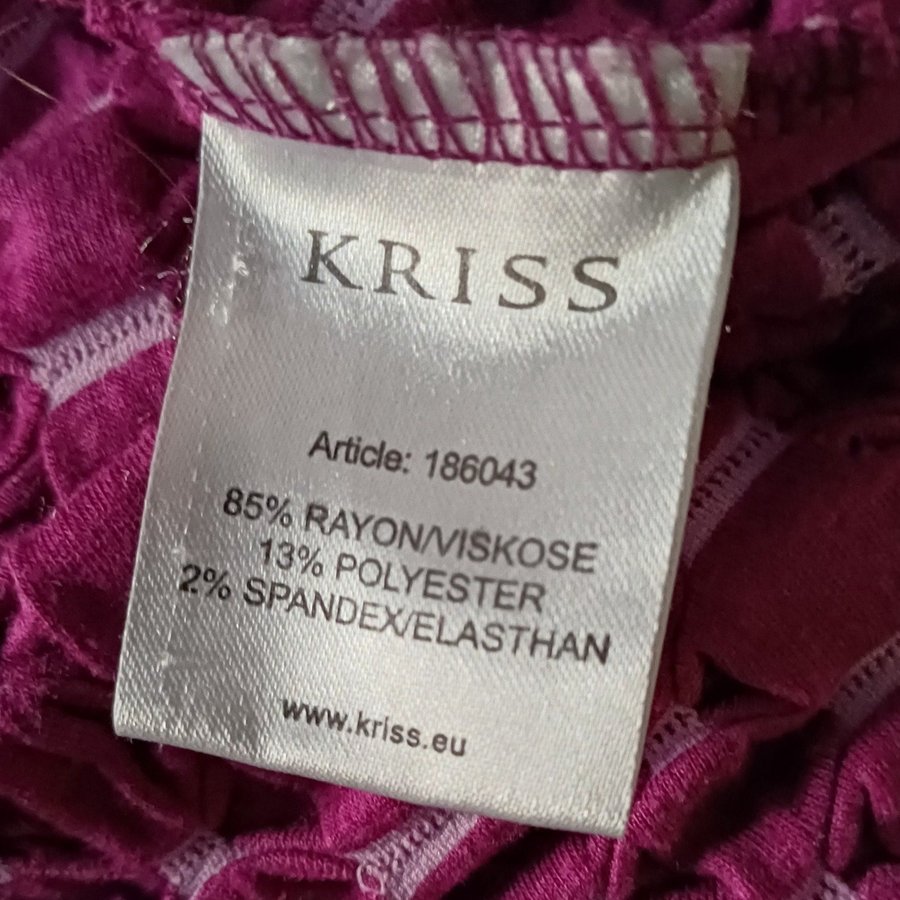 KRISS
Article: 186043
85% RAYON/VISKOSE
13% POLYESTER
2% SPANDEX/ELASTHAN
www.kriss.eu